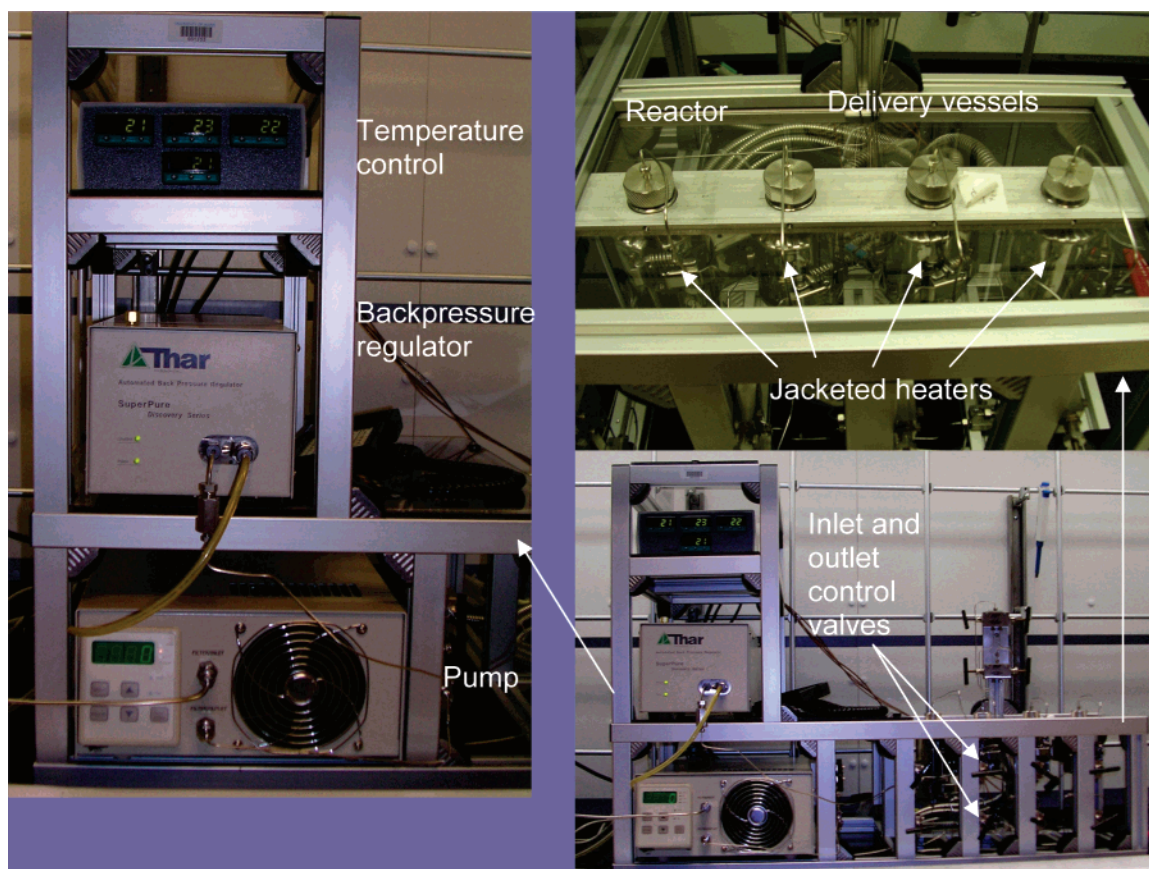 21 23 22
21
Temperature
control
Backpressure
regulator
Thar
Automated Back Pressure Regulator
SuperPure
Discovery Series
Pump
Reactor
Delivery vessels
Jacketed heaters
Inlet and
outlet
control
valves
21 23 22
21
Thar
SuperPure